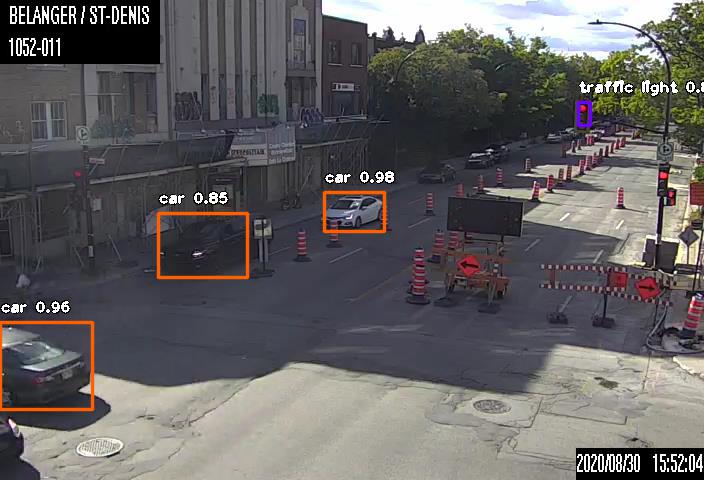 BELANGER / ST-DENIS
1052-011
traffic light 0.8
car 0.98
car 0.85
car 0.96
2020/08/30 15:52:04